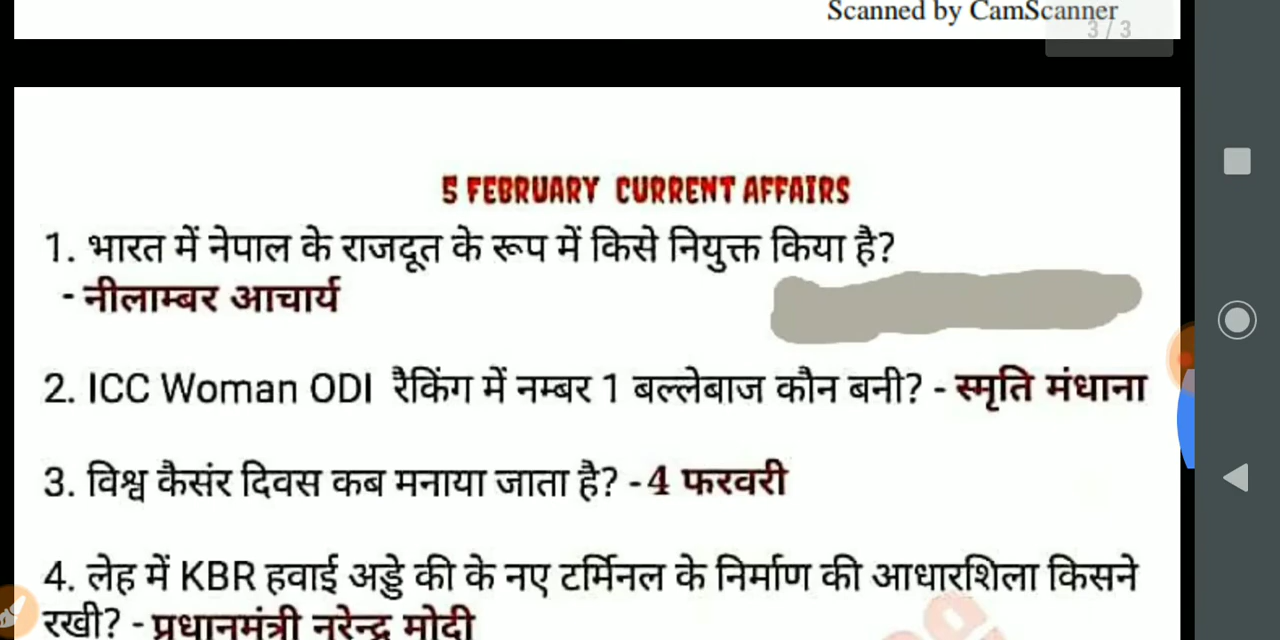 Scanned by CamScanner
3 / 3
5 FEBRUARY CURRENT AFFAIRS
1. भारत में नेपाल के राजदूत के रूप में किसे नियुक्त किया है?
- नीलाम्बर आचार्य
2. ICC Woman ODI रैकिंग में नम्बर 1 बल्लेबाज कौन बनी? - स्मृति मंधाना
3. विश्व कैसंर दिवस कब मनाया जाता है? - 4 फरवरी
4. लेह में KBR हवाई अड्डे की के नए टर्मिनल के निर्माण की आधारशिला किसने
रखी? - प्रधानमंत्री नरेन्द्र मोदी